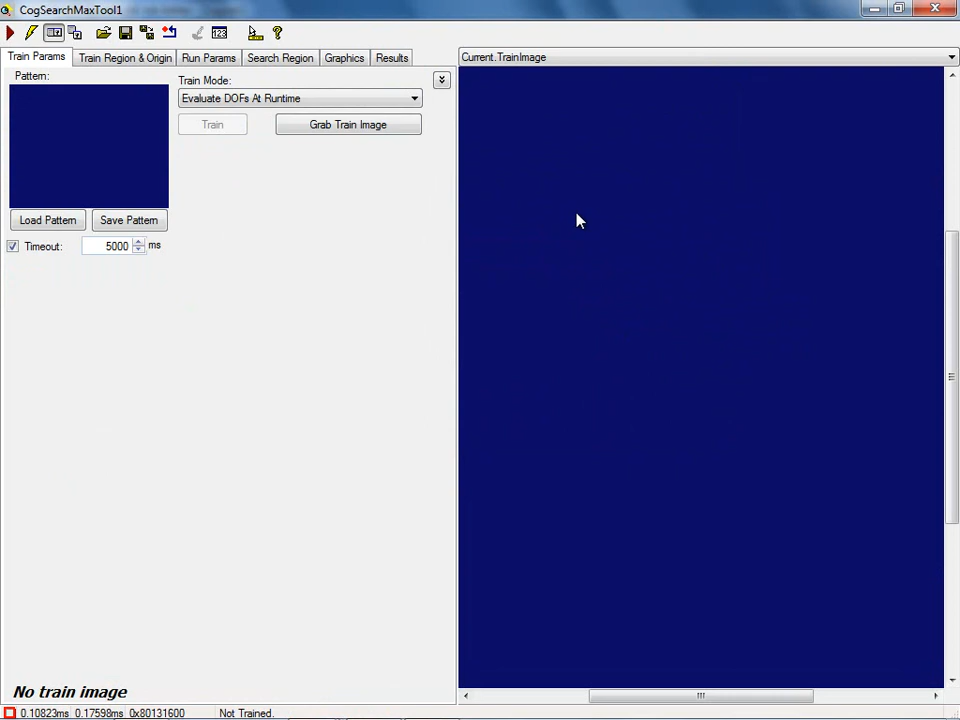 CogSearchMaxTool1
Train Params
Train Region & Origin
Run Params
Search Region
Graphics
Results
Current.TrainImage
Pattern:
Train Mode:
Evaluate DOFs At Runtime
Train
Grab Train Image
Load Pattern
Save Pattern
Timeout:
5000
ms
No train image
0.10823ms 0.17598ms 0x80131600 Not Trained.